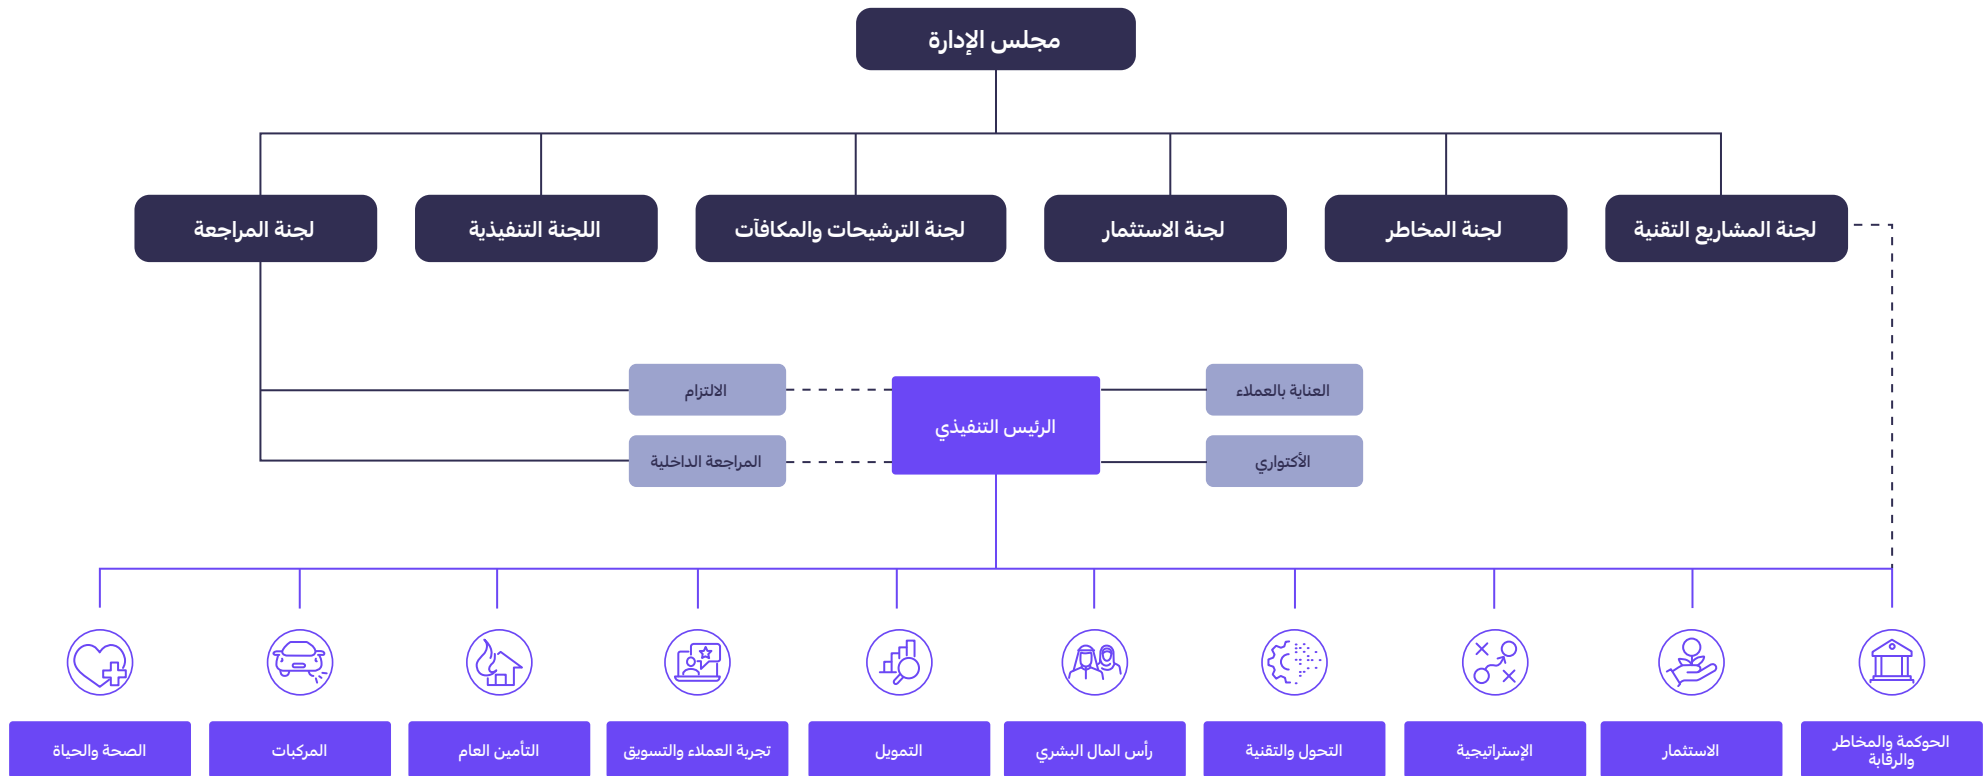 مجلس الإدارة
لجنة المشاريع التقنية
لجنة المخاطر
لجنة الاستثمار
لجنة الترشيحات والمكافآت
اللجنة التنفيذية
لجنة المراجعة
العناية بالعملاء
الالتزام
الرئيس التنفيذي
الأكتواري
المراجعة الداخلية
الحوكمة والمخاطر
والرقابة
الاستثمار
الإستراتيجية
التحول والتقنية
رأس المال البشري
التمويل
تجربة العملاء والتسويق
التأمين العام
المركبات
الصحة والحياة